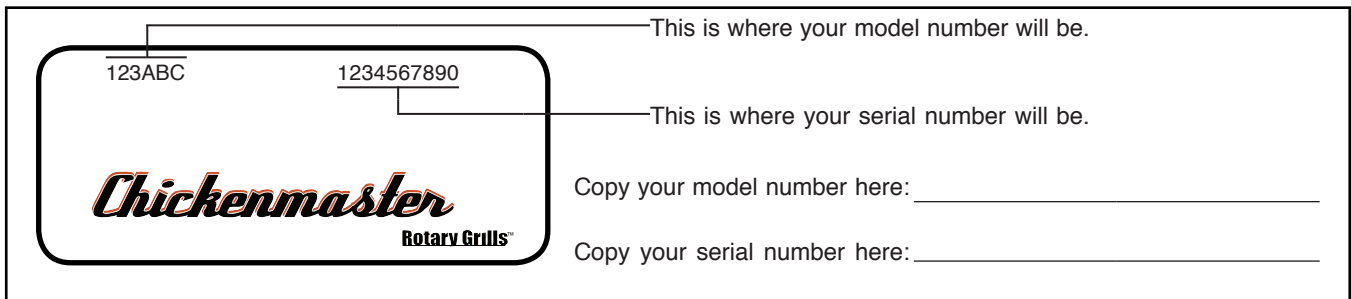 This is where your model number will be.
123ABC 1234567890
This is where your serial number will be.
Chickenmaster
Rotary Grills™
Copy your model number here:
Copy your serial number here: